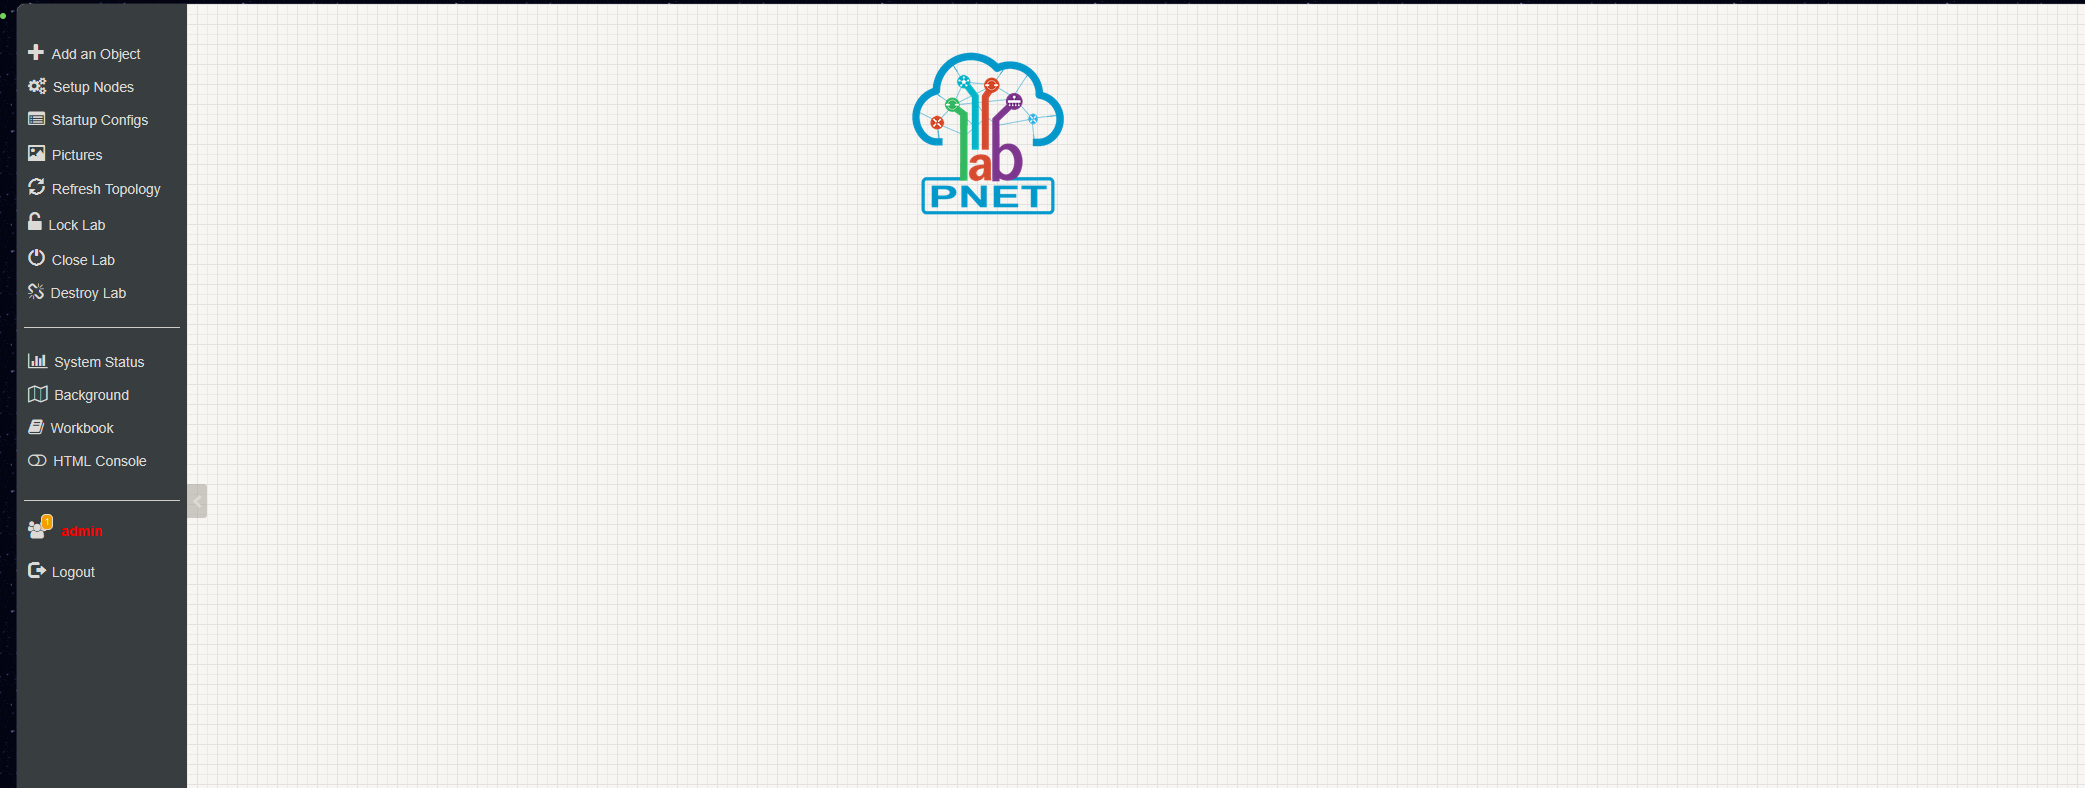 Add an Object
Setup Nodes
Startup Configs
Pictures
Refresh Topology
Lock Lab
Close Lab
Destroy Lab
System Status
Background
Workbook
HTML Console
1
admin
Logout
lab
PNET